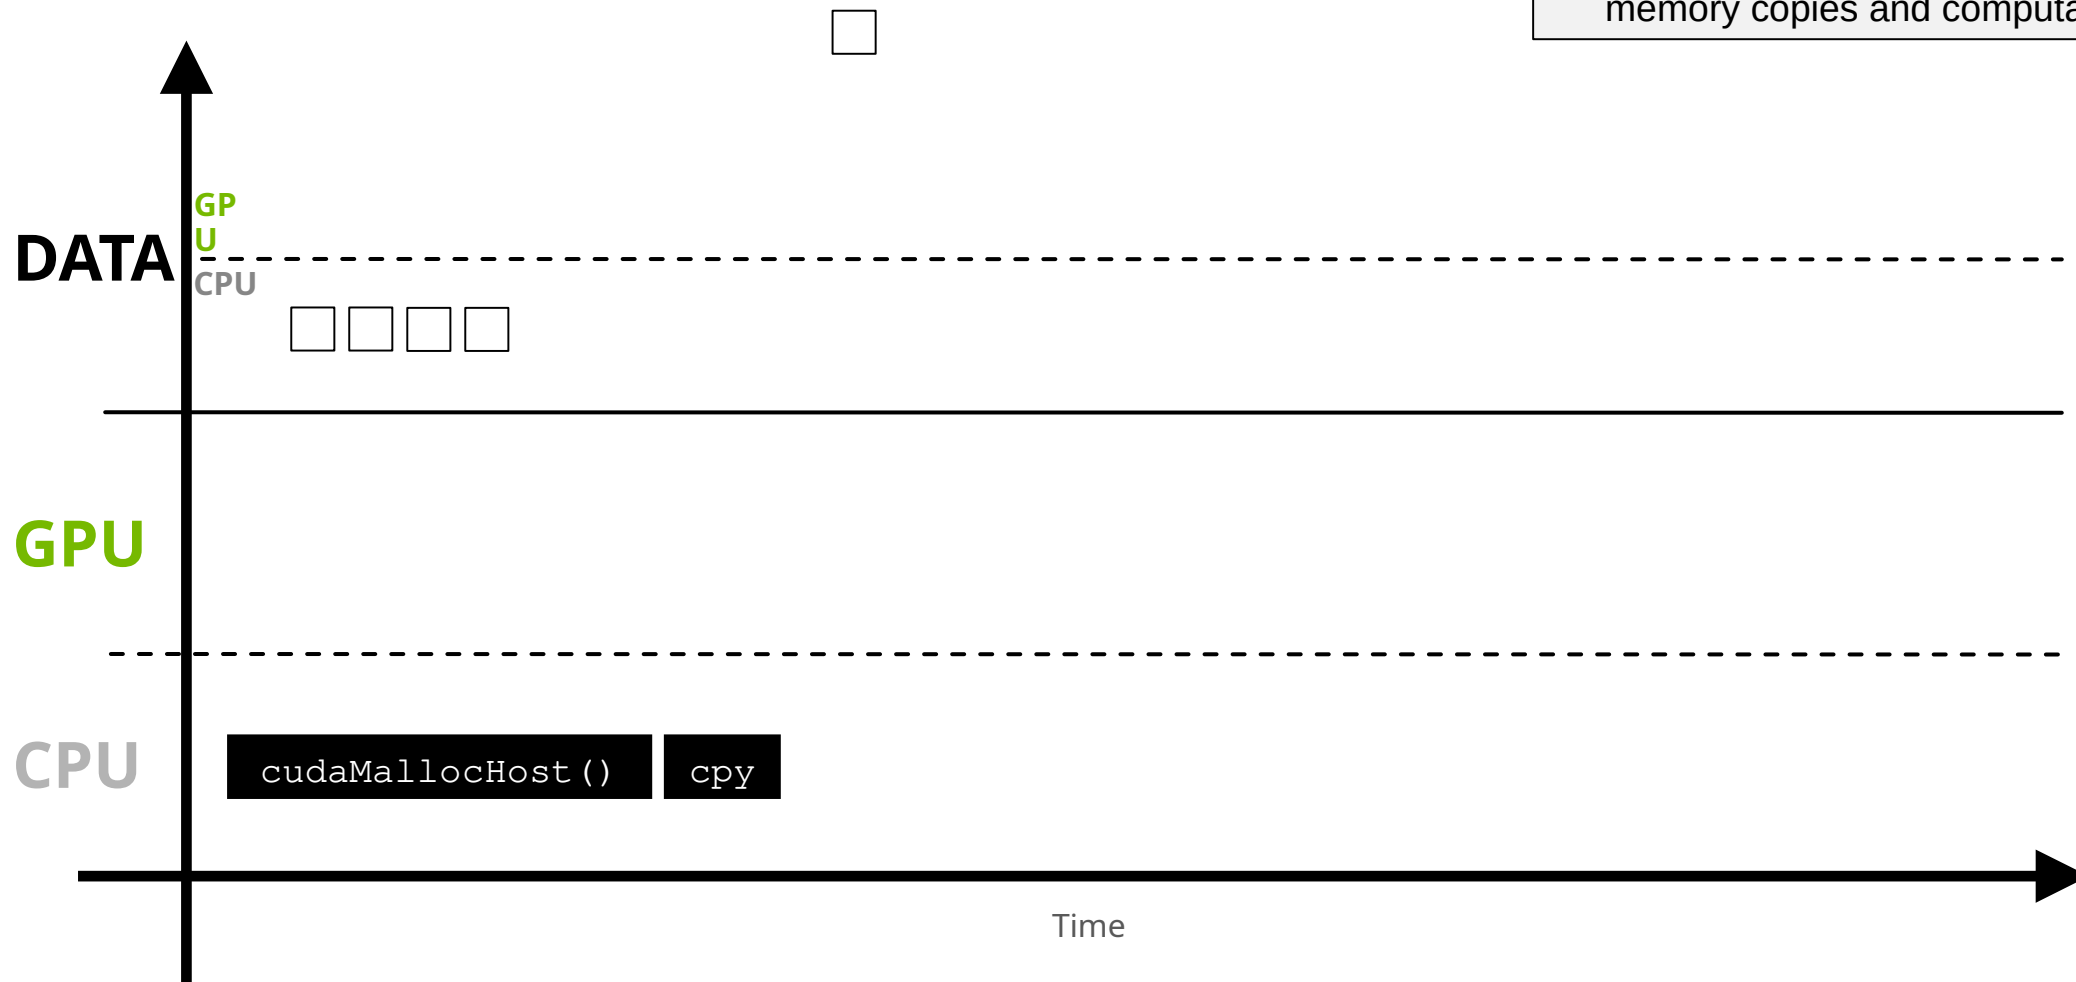 memory copies and computa
GP
U
DATA
CPU
GPU
CPU
cudaMallocHost() cpy
Time